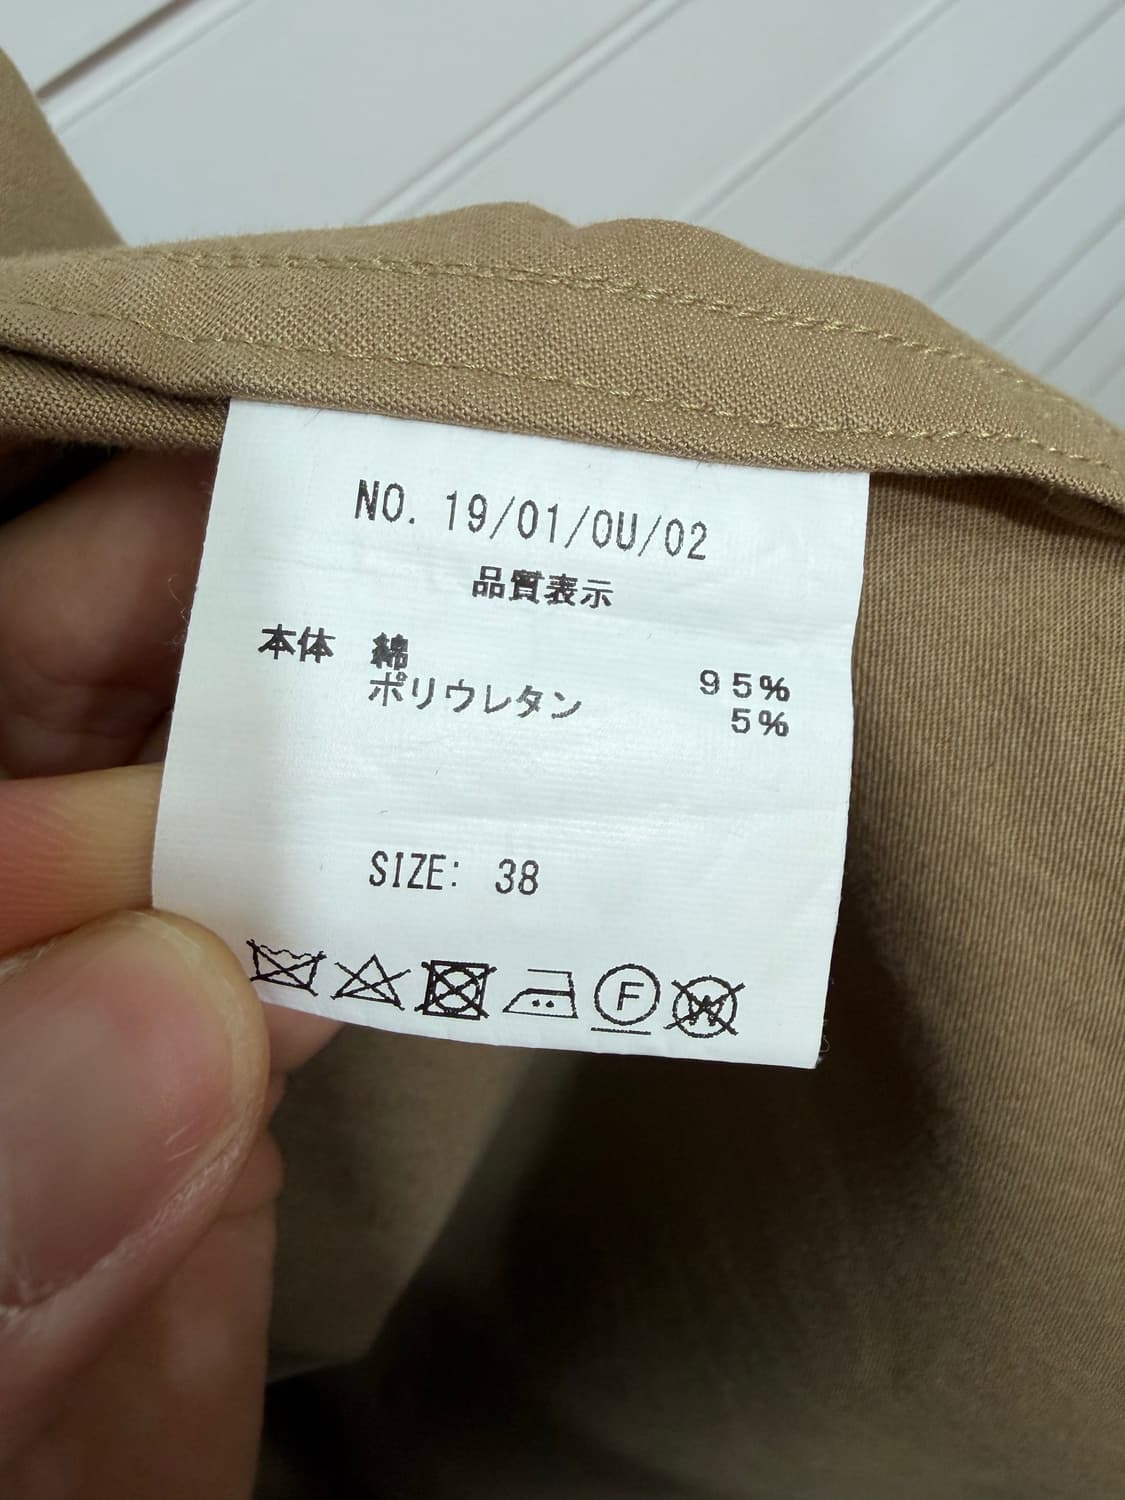 NO. 19/01/OU/02
品質表示
本体 綿 95%
ポリウレタン 5%
SIZE: 38
F W